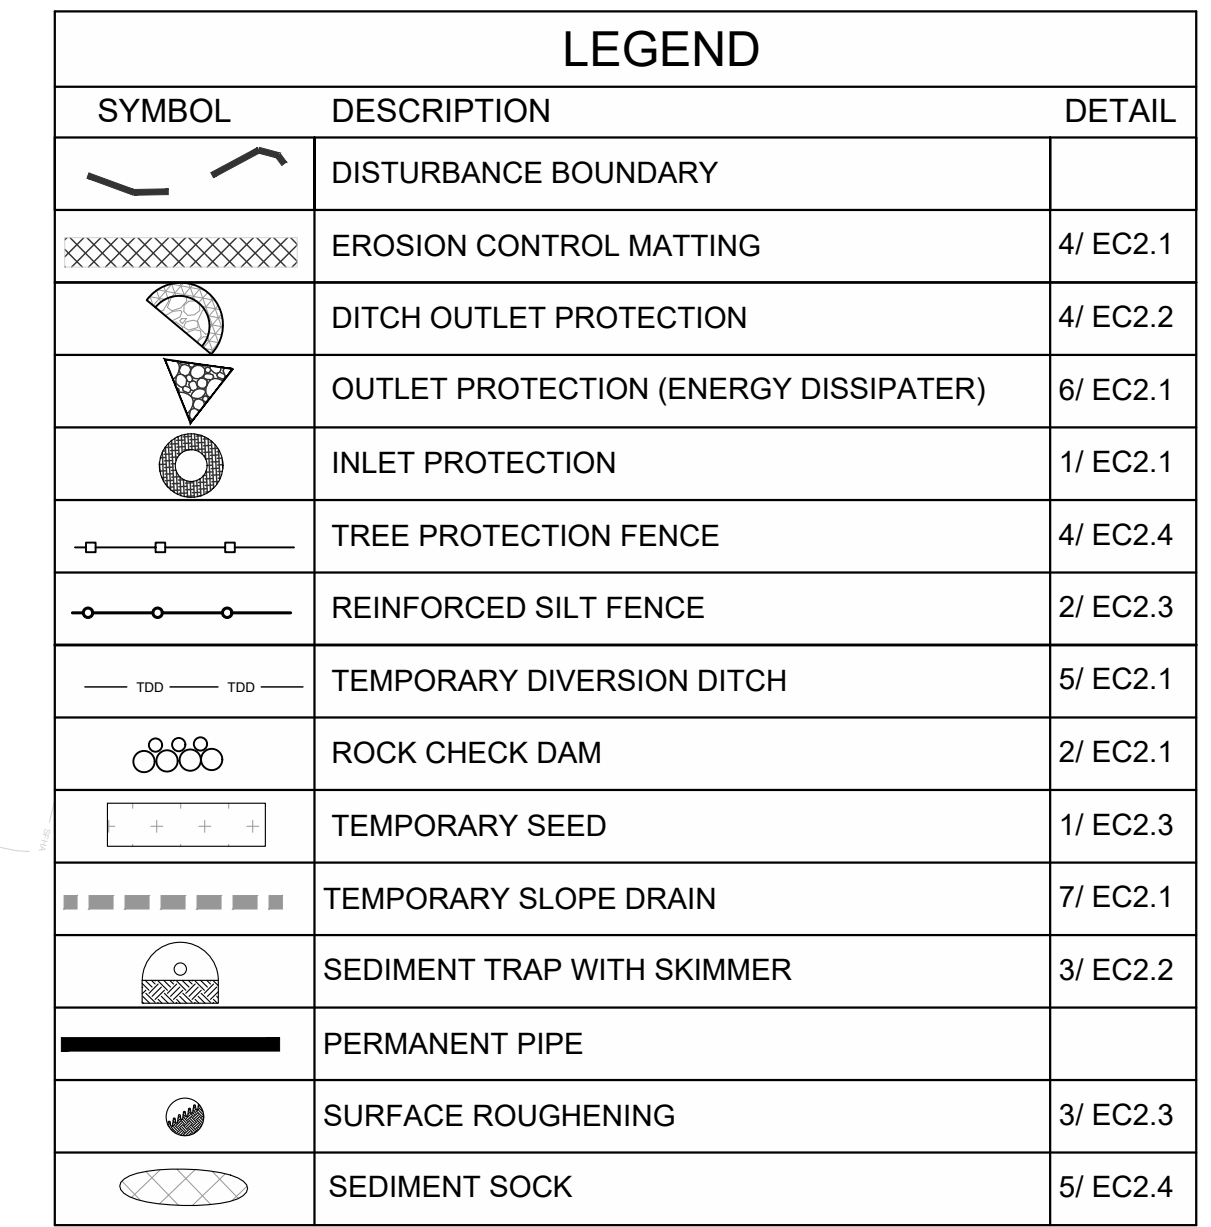 LEGEND
SYMBOL DESCRIPTION DETAIL
DISTURBANCE BOUNDARY
EROSION CONTROL MATTING 4/ EC2.1
DITCH OUTLET PROTECTION 4/ EC2.2
OUTLET PROTECTION (ENERGY DISSIPATER) 6/ EC2.1
INLET PROTECTION 1/ EC2.1
TREE PROTECTION FENCE 4/ EC2.4
REINFORCED SILT FENCE 2/ EC2.3
TDD TDD TEMPORARY DIVERSION DITCH 5/ EC2.1
ROCK CHECK DAM 2/ EC2.1
TEMPORARY SEED 1/ EC2.3
TEMPORARY SLOPE DRAIN 7/ EC2.1
SEDIMENT TRAP WITH SKIMMER 3/ EC2.2
PERMANENT PIPE
SURFACE ROUGHENING 3/ EC2.3
SEDIMENT SOCK 5/ EC2.4